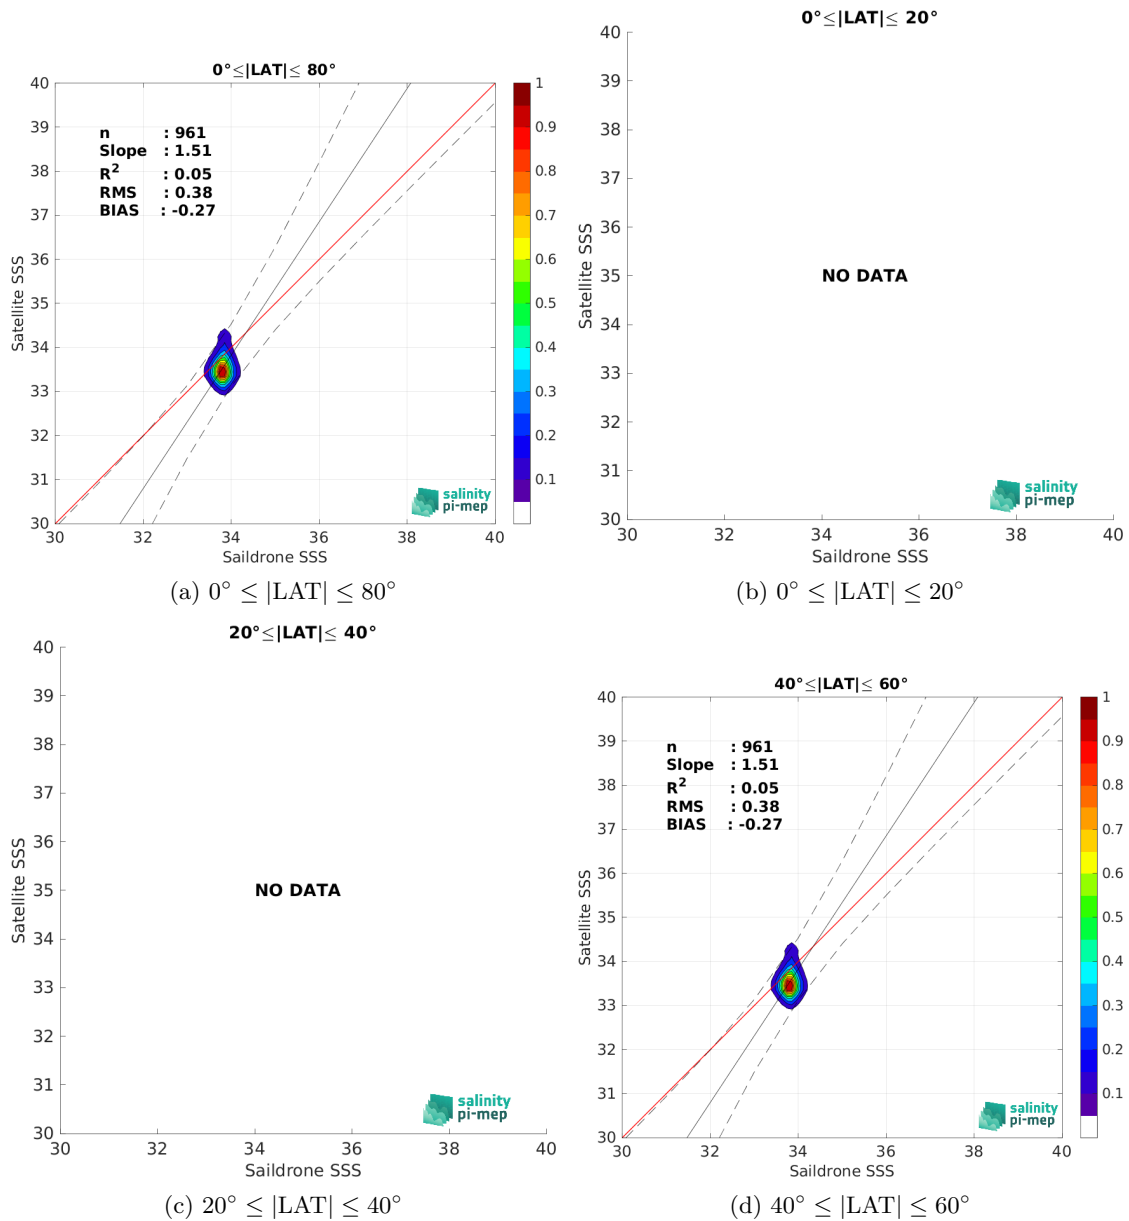 0°≤|LAT|≤ 80°
40
39
38
37
36
35
34
33
32
31
30
n : 961
Slope : 1.51
R² : 0.05
RMS : 0.38
BIAS : -0.27
Satellite SSS
30 32 34 36 38 40
Saildrone SSS
salinity
pi-mep
1
0.9
0.8
0.7
0.6
0.5
0.4
0.3
0.2
0.1
(a) 0° ≤ |LAT| ≤ 80°
0°≤|LAT|≤ 20°
40
39
38
37
36
35
34
33
32
31
30
Satellite SSS
NO DATA
salinity
pi-mep
30 32 34 36 38 40
Saildrone SSS
(b) 0° ≤ |LAT| ≤ 20°
20°≤|LAT|≤ 40°
40
39
38
37
36
35
34
33
32
31
30
Satellite SSS
NO DATA
salinity
pi-mep
30 32 34 36 38 40
Saildrone SSS
(c) 20° ≤ |LAT| ≤ 40°
40°≤|LAT|≤ 60°
40
39
38
37
36
35
34
33
32
31
30
n : 961
Slope : 1.51
R² : 0.05
RMS : 0.38
BIAS : -0.27
Satellite SSS
30 32 34 36 38 40
Saildrone SSS
salinity
pi-mep
1
0.9
0.8
0.7
0.6
0.5
0.4
0.3
0.2
0.1
(d) 40° ≤ |LAT| ≤ 60°